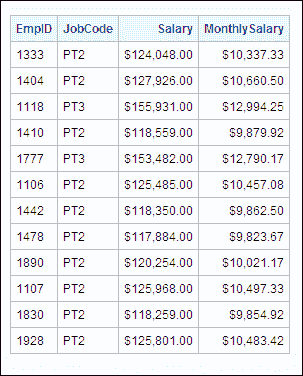 EmpID JobCode Salary MonthlySalary
1333 PT2 $124,048.00 $10,337.33
1404 PT2 $127,926.00 $10,660.50
1118 PT3 $155,931.00 $12,994.25
1410 PT2 $118,559.00 $9,879.92
1777 PT3 $153,482.00 $12,790.17
1106 PT2 $125,485.00 $10,457.08
1442 PT2 $118,350.00 $9,862.50
1478 PT2 $117,884.00 $9,823.67
1890 PT2 $120,254.00 $10,021.17
1107 PT2 $125,968.00 $10,497.33
1830 PT2 $118,259.00 $9,854.92
1928 PT2 $125,801.00 $10,483.42